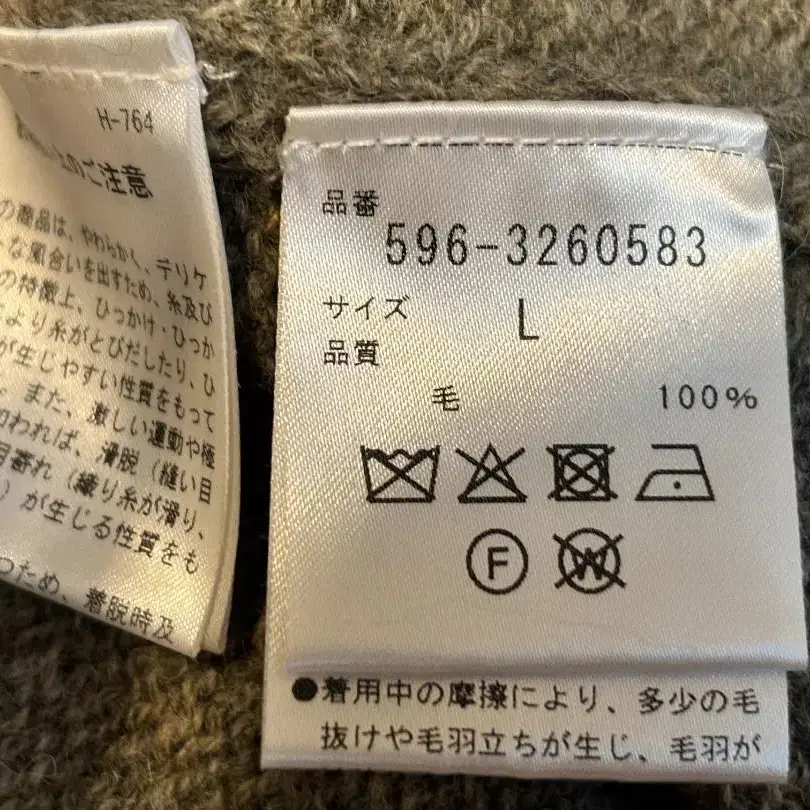 H-764
のご注意
の商品は、やわらかく、デリケ
な風合いを出すため、糸及び
の特徴上、ひっかけ・ひっか
より糸がとびだしたり、ひ
が生じやすい性質をもって
また、激しい運動や極
われれば、滑脱（縫い目
目寄れ（織り糸が滑り、
）が生じる性質をも
つため、着脱時及
品番
596-3260583
サイズ
L
品質
毛 100%
F
W
●着用中の摩擦により、多少の毛
抜けや毛羽立ちが生じ、毛羽が